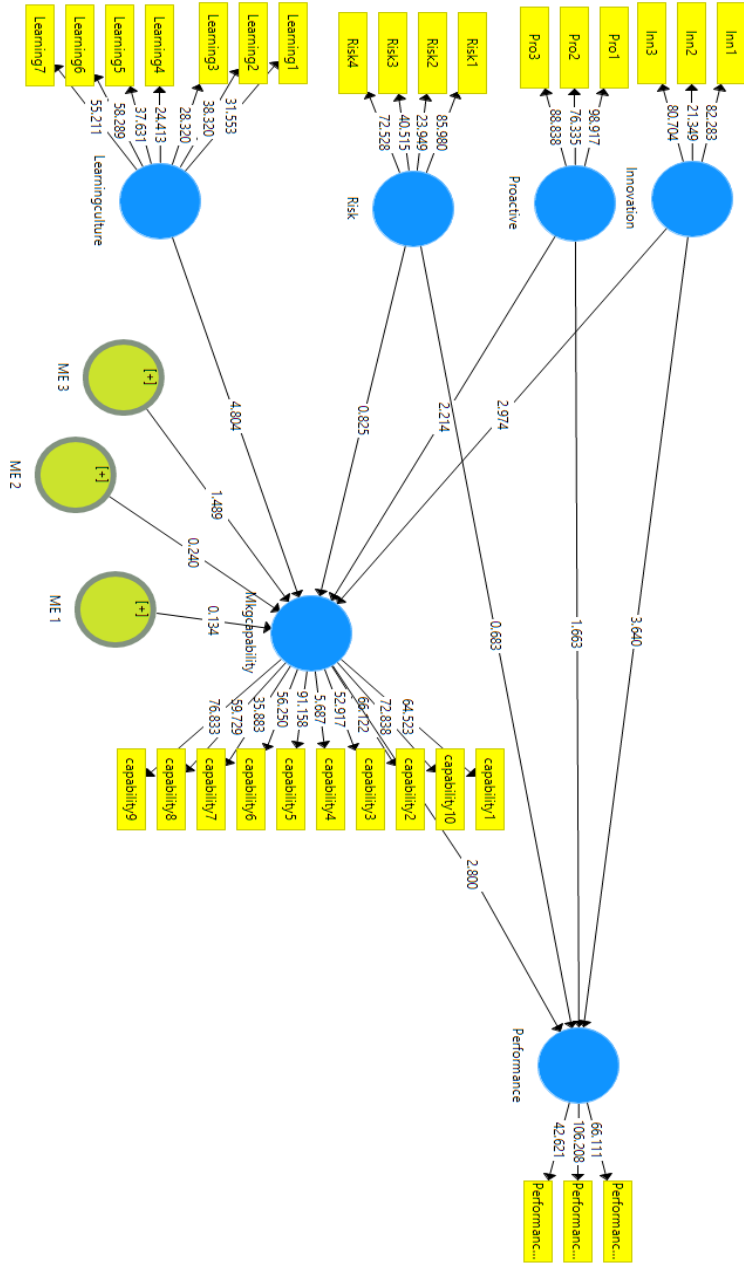 Inn1
Inn2
Inn3
82.283
21.349
80.704
Innovation
Pro1
Pro2
Pro3
98.917
76.335
88.838
Proactive
Risk1
Risk2
Risk3
Risk4
85.980
23.949
40.515
72.528
Risk
Learning1
Learning2
Learning3
Learning4
Learning5
Learning6
Learning7
31.553
38.320
28.320
24.413
37.631
58.289
55.211
Learningculture
3.640
2.974
1.663
2.214
0.683
0.825
4.804
[+]
ME 3
1.489
[+]
ME 2
0.240
[+]
ME 1
0.134
Mkgcapability
64.523
72.838
66.122
52.917
5.687
91.158
56.250
35.883
59.729
76.833
capability1
capability10
capability2
capability3
capability4
capability5
capability6
capability7
capability8
capability9
2.800
Performance
66.111
106.208
42.621
Performanc...
Performanc...
Performanc...